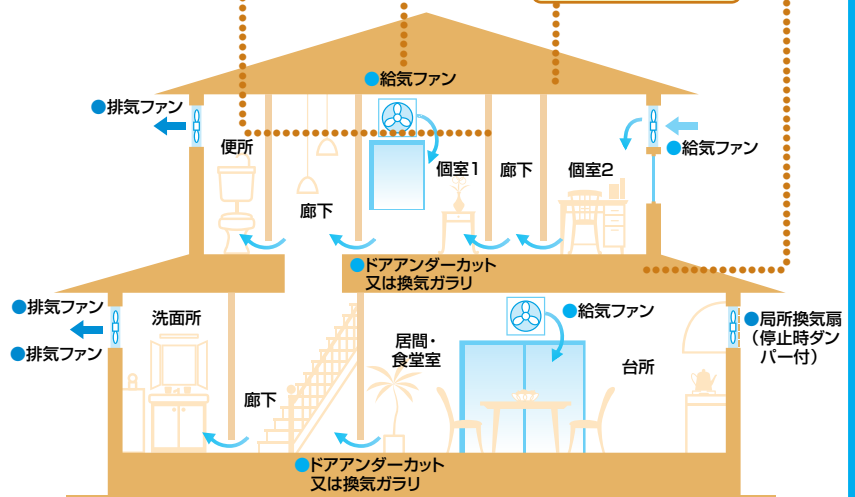 ●給気ファン
●排気ファン
便所
●給気ファン
個室1
廊下
個室2
廊下
●ドアアンダーカット
又は換気ガラリ
●排気ファン
●給気ファン
●局所換気扇
（停止時ダン
パー付）
洗面所
居間・
食堂室
●排気ファン
台所
廊下
●ドアアンダーカット
又は換気ガラリ